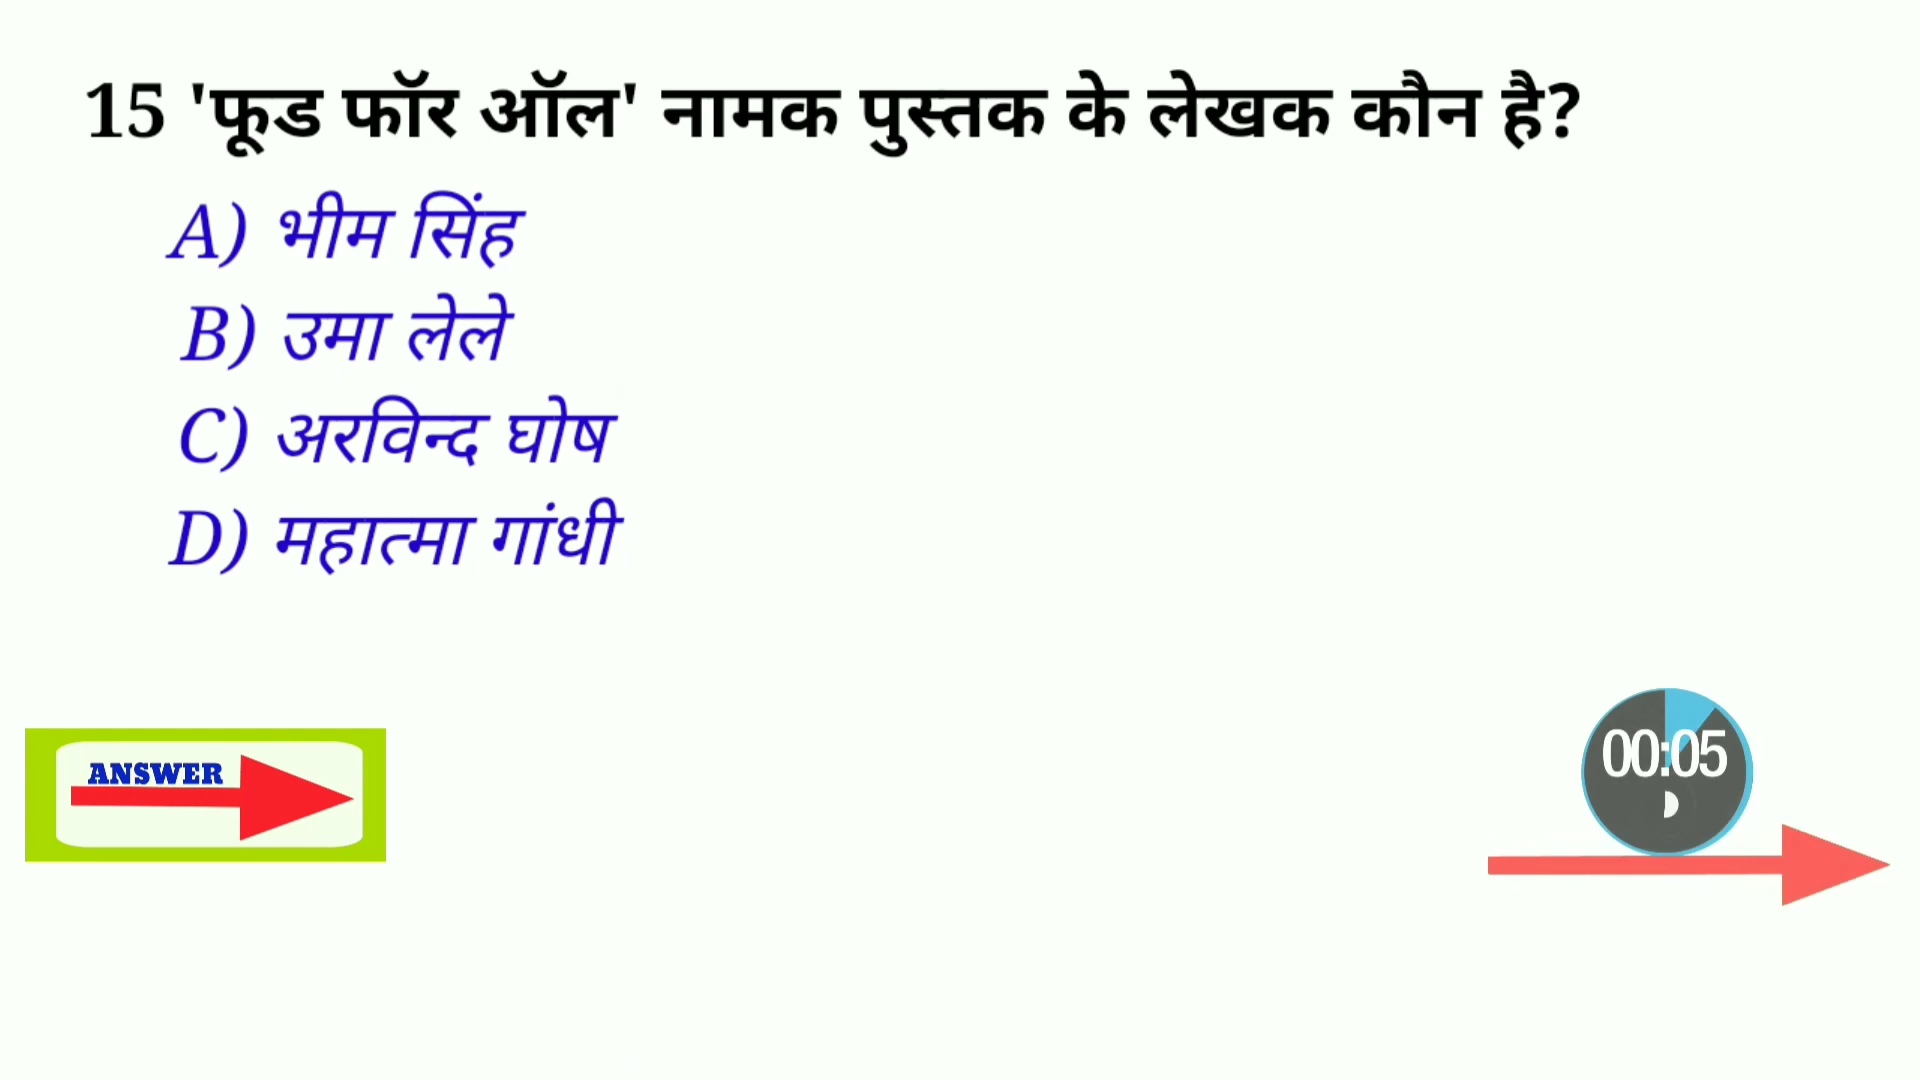 15 'फूड फॉर ऑल' नामक पुस्तक के लेखक कौन है?
A) भीम सिंह
B) उमा लेले
C) अरविन्द घोष
D) महात्मा गांधी
ANSWER
00:05